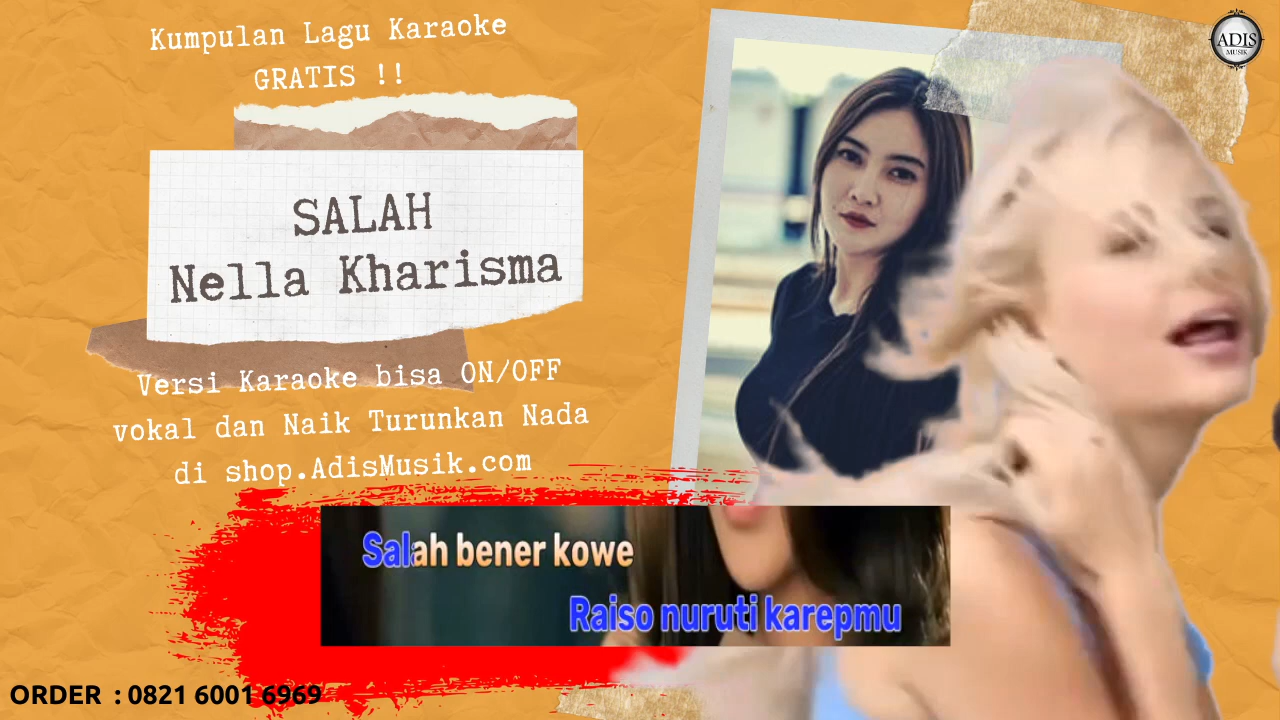 Kumpulan Lagu Karaoke
GRATIS !!
SALAH
Nella Kharisma
Versi Karaoke bisa ON/OFF
vokal dan Naik Turunkan Nada
di shop.AdisMusik.com
Salah bener kowe
Raiso nuruti karepmu
ORDER : 0821 6001 6969
ADIS
MUSIK